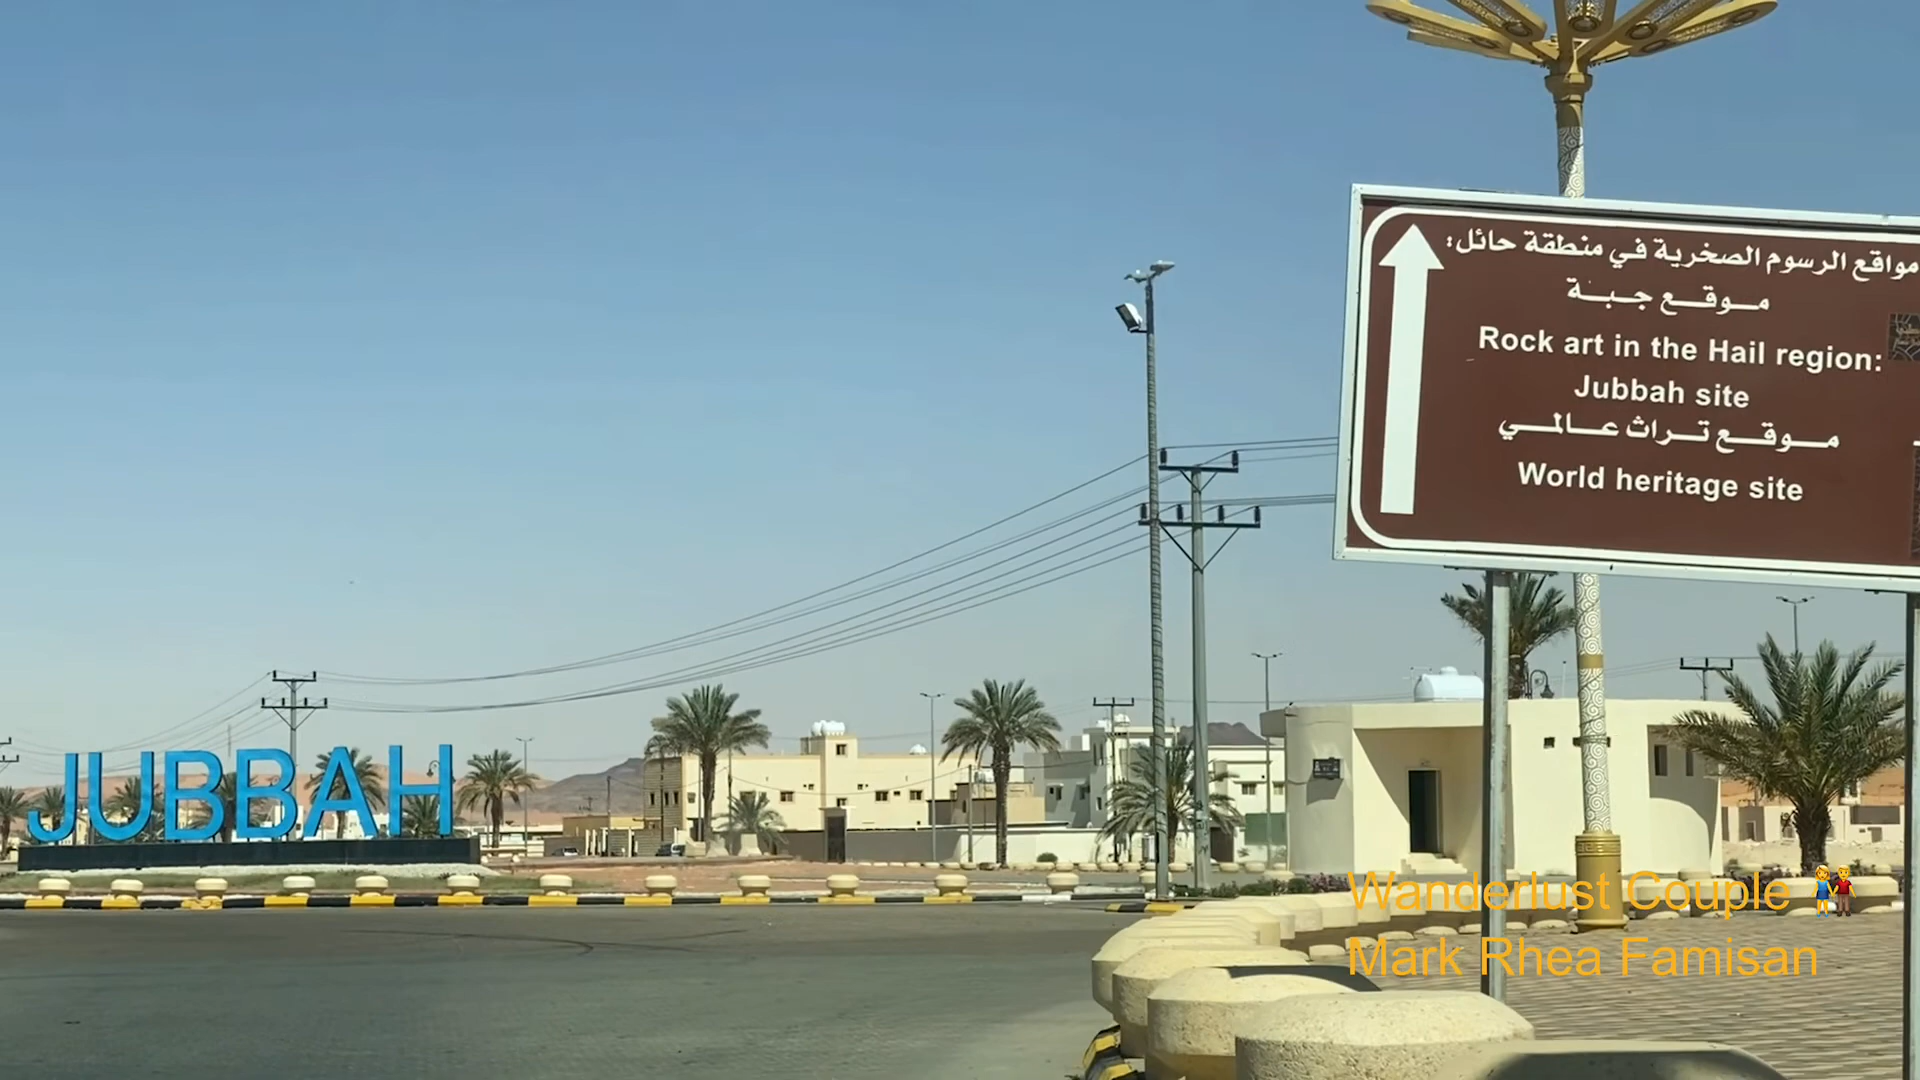 JUBBAH
مواقع الرسوم الصخرية في منطقة حائل:
موقع جبة
Rock art in the Hail region:
Jubbah site
موقع تراث عالمي
World heritage site
Wanderlust Couple 👫
Mark Rhea Famisan